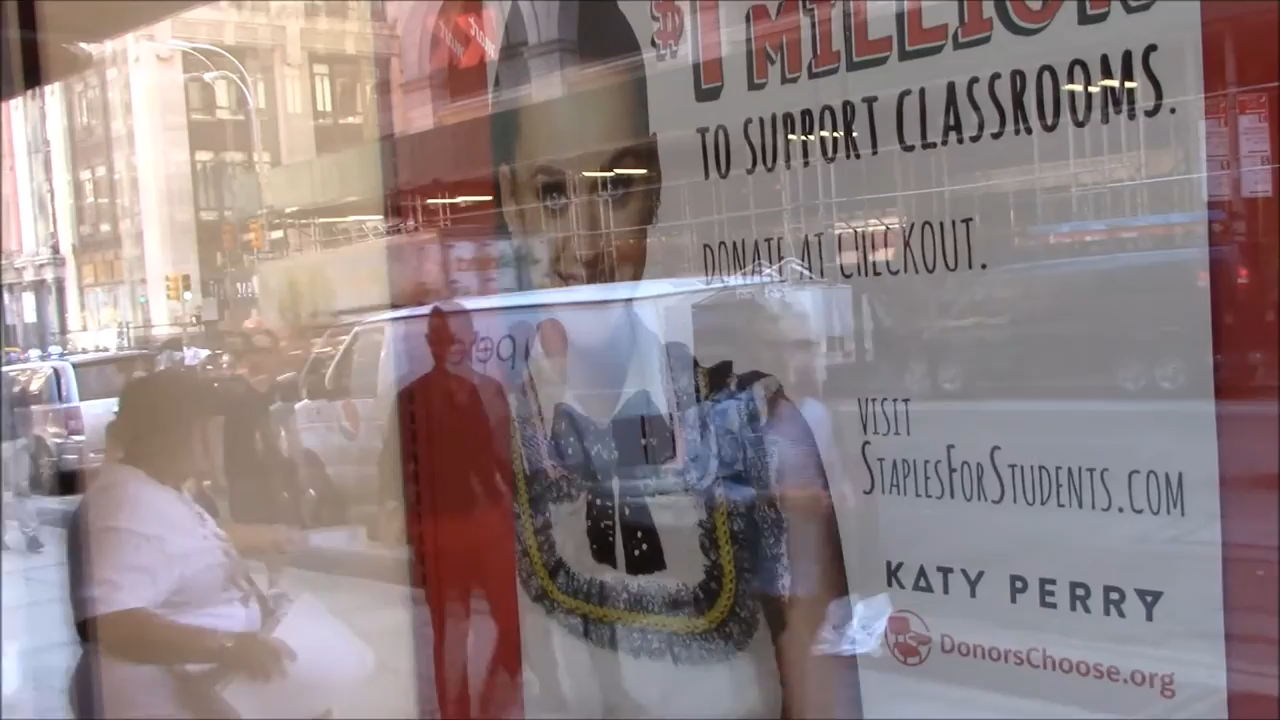 $1 MILLION
TO SUPPORT CLASSROOMS.
DONATE AT CHECKOUT.
VISIT
STAPLESFORSTUDENTS.COM
KATY PERRY
DonorsChoose.org